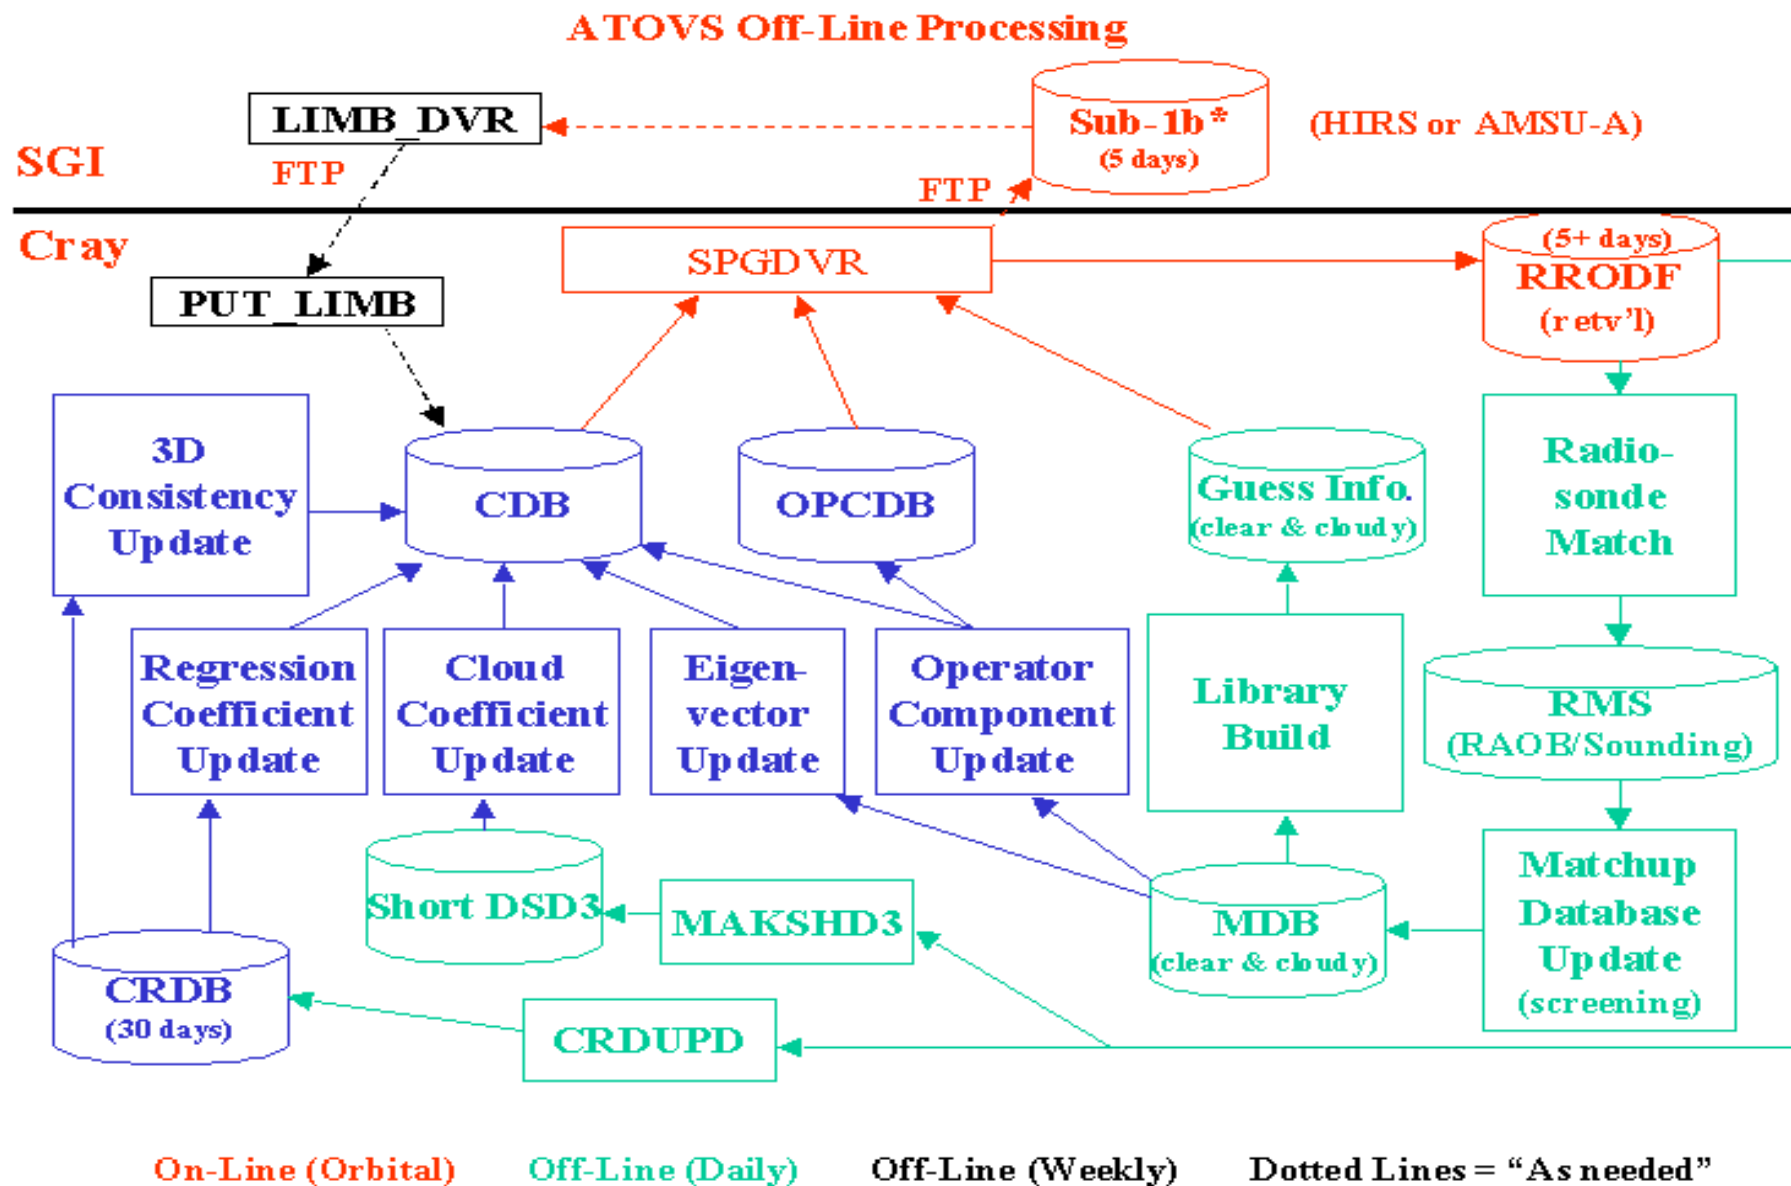 ATOVS Off-Line Processing
LIMB_DVR
Sub-1b*
(5 days)
(HIRS or AMSU-A)
SGI
FTP
FTP
Cray
SPGDVR
(5+ days)
RRODF
(retv'l)
PUT_LIMB
3D
Consistency
Update
CDB
OPCDB
Guess Info.
(clear & cloudy)
Radio-
sonde
Match
Regression
Coefficient
Update
Cloud
Coefficient
Update
Eigen-
vector
Update
Operator
Component
Update
Library
Build
RMS
(RAOB/Sounding)
Short DSD3
MAKSHD3
MDB
(clear & cloudy)
Matchup
Database
Update
(screening)
CRDB
(30 days)
CRDUPD
On-Line (Orbital)
Off-Line (Daily)
Off-Line (Weekly)
Dotted Lines = “As needed”